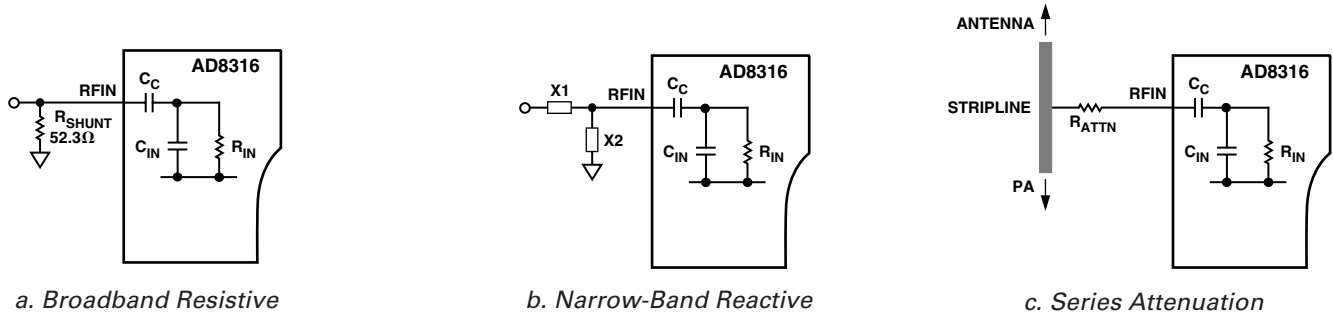 AD8316
RFIN
C_C
R_SHUNT
52.3Ω
C_IN
R_IN
a. Broadband Resistive
AD8316
X1
RFIN
C_C
X2
C_IN
R_IN
b. Narrow-Band Reactive
ANTENNA
AD8316
STRIPLINE
RFIN
C_C
R_ATTN
C_IN
R_IN
PA
c. Series Attenuation